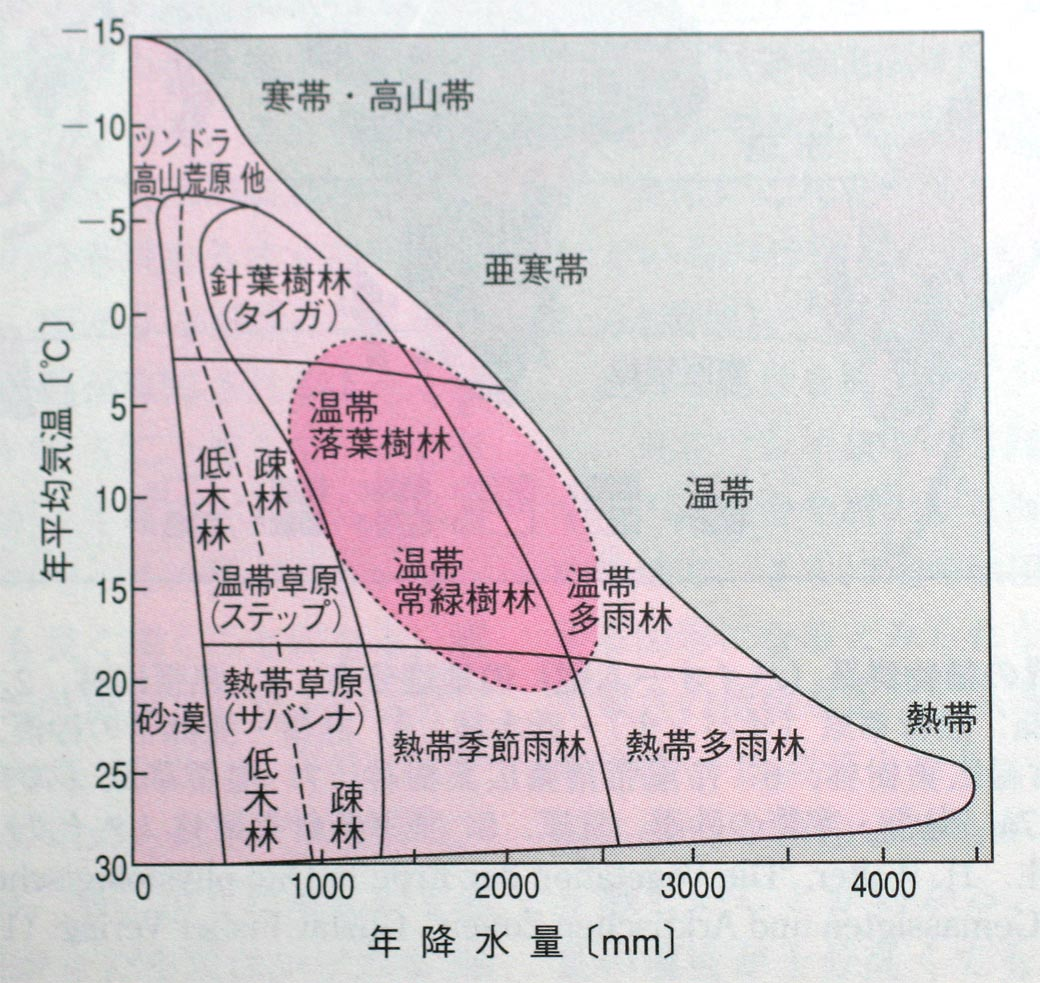 −15
寒帯・高山帯
−10
ツンドラ
高山荒原 他
−5
亜寒帯
針葉樹林
(タイガ)
0
年平均気温〔℃〕
5
温帯
落葉樹林
低木林
疎林
温帯
10
温帯
常緑樹林
温帯
多雨林
温帯草原
(ステップ)
15
熱帯草原
(サバンナ)
20
砂漠
熱帯
熱帯季節雨林
熱帯多雨林
25
低木林
疎林
30
0
1000
2000
3000
4000
年降水量〔mm〕